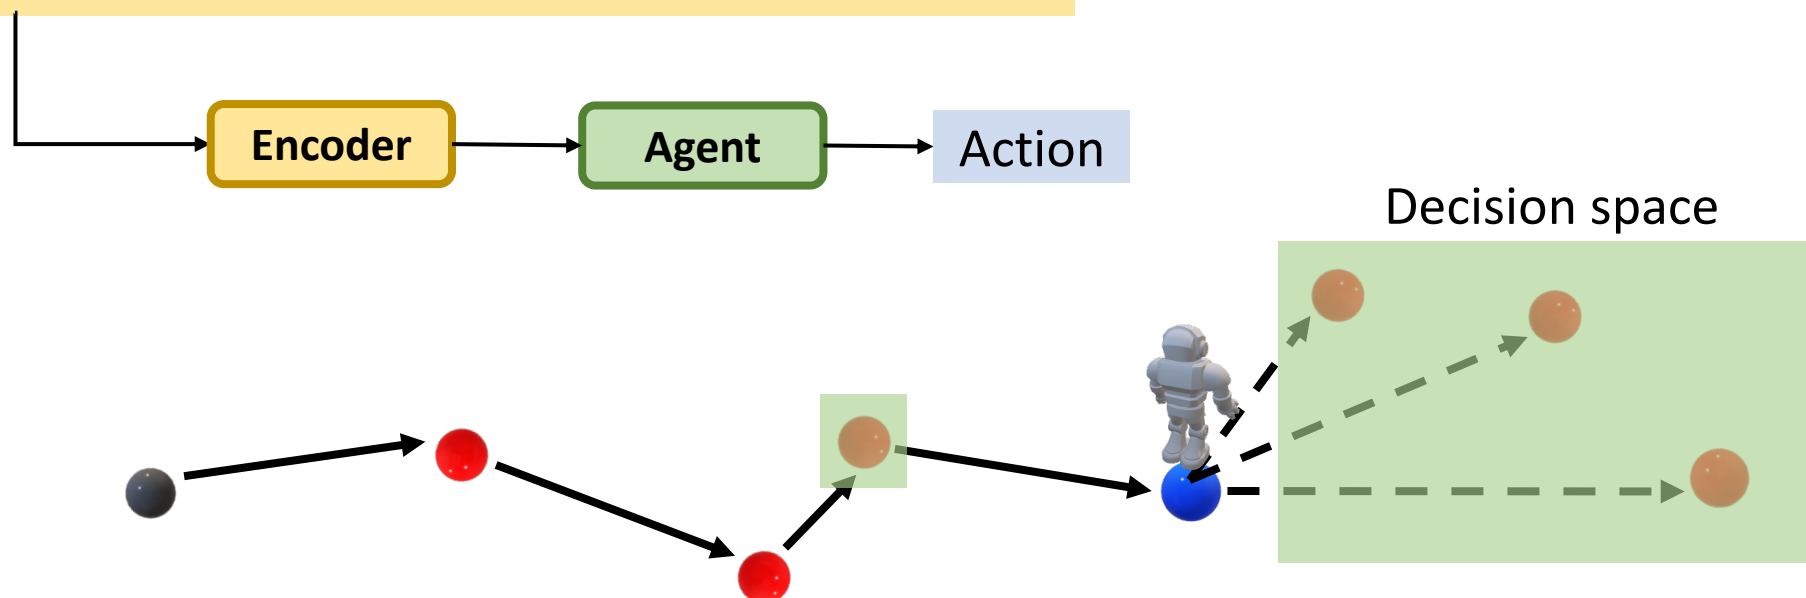 Encoder
Agent
Action
Decision space